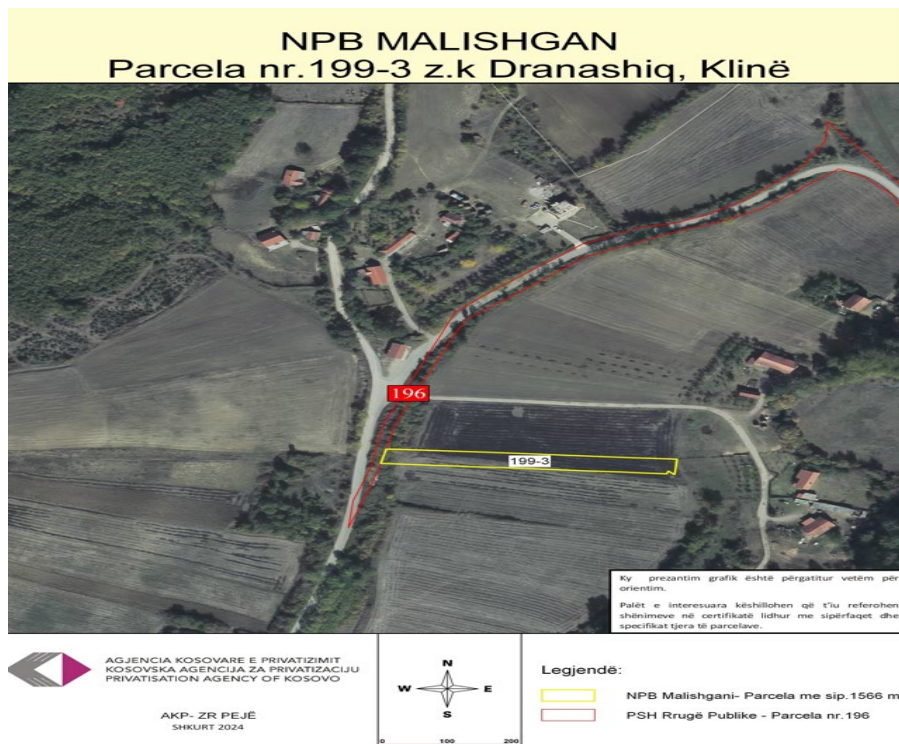 NPB MALISHGAN
Parcela nr.199-3 z.k Dranashiq, Klinë
196
199-3
Ky prezantim grafik është përgatitur vetëm për
orientim.
Palët e interesuara këshillohen që t'iu referohen
shënimeve në certifikatë lidhur me sipërfaqet dhe
specifikat tjera të parcelave.
AGJENCIA KOSOVARE E PRIVATIZIMIT
KOSOVSKA AGENCIJA ZA PRIVATIZACIJU
PRIVATISATION AGENCY OF KOSOVO
AKP- ZR PEJË
SHKURT 2024
N
W E
S
0 100 200
Legjendë:
NPB Malishgani- Parcela me sip.1566 m
PSH Rrugë Publike - Parcela nr.196